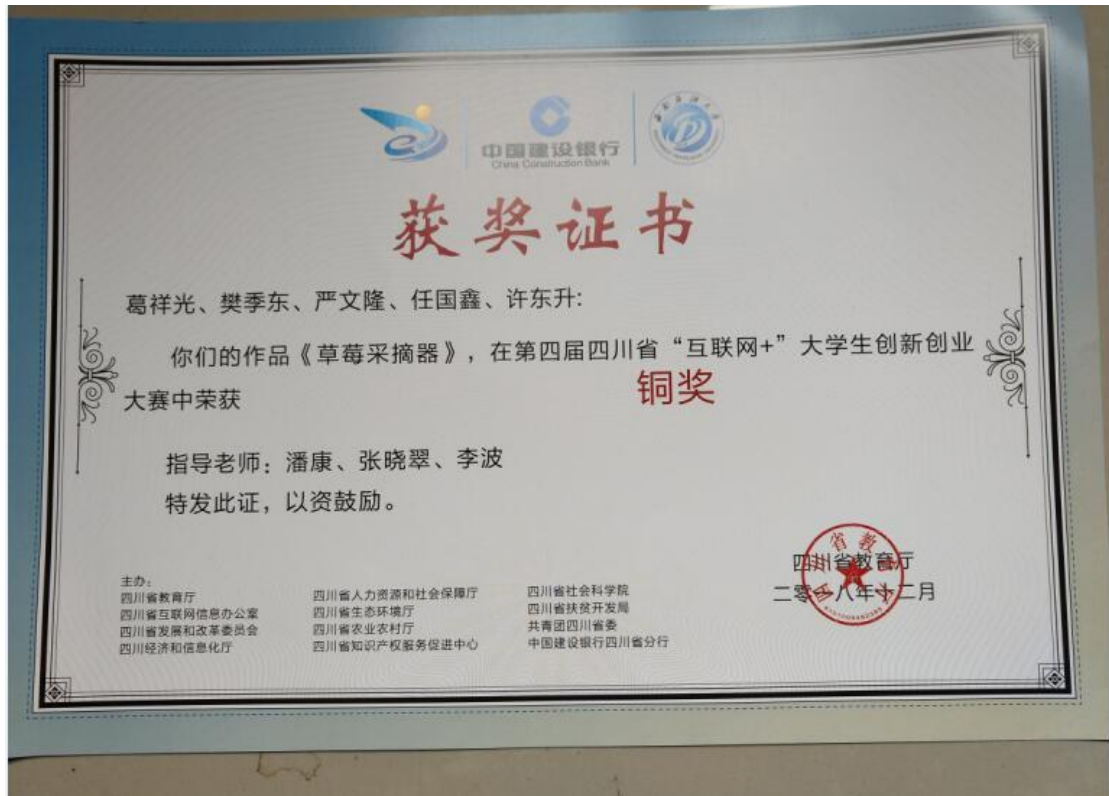 中国建设银行
China Construction Bank
获奖证书
葛祥光、樊季东、严文隆、任国鑫、许东升:
你们的作品《草莓采摘器》，在第四届四川省“互联网+”大学生创新创业
大赛中荣获
铜奖
指导老师：潘康、张晓翠、李波
特发此证，以资鼓励。
四川省教育厅
二零一八年十二月
主办：
四川省教育厅
四川省互联网信息办公室
四川省发展和改革委员会
四川经济和信息化厅
四川省人力资源和社会保障厅
四川省生态环境厅
四川省农业农村厅
四川省知识产权服务促进中心
四川省社会科学院
四川省扶贫开发局
共青团四川省委
中国建设银行四川省分行